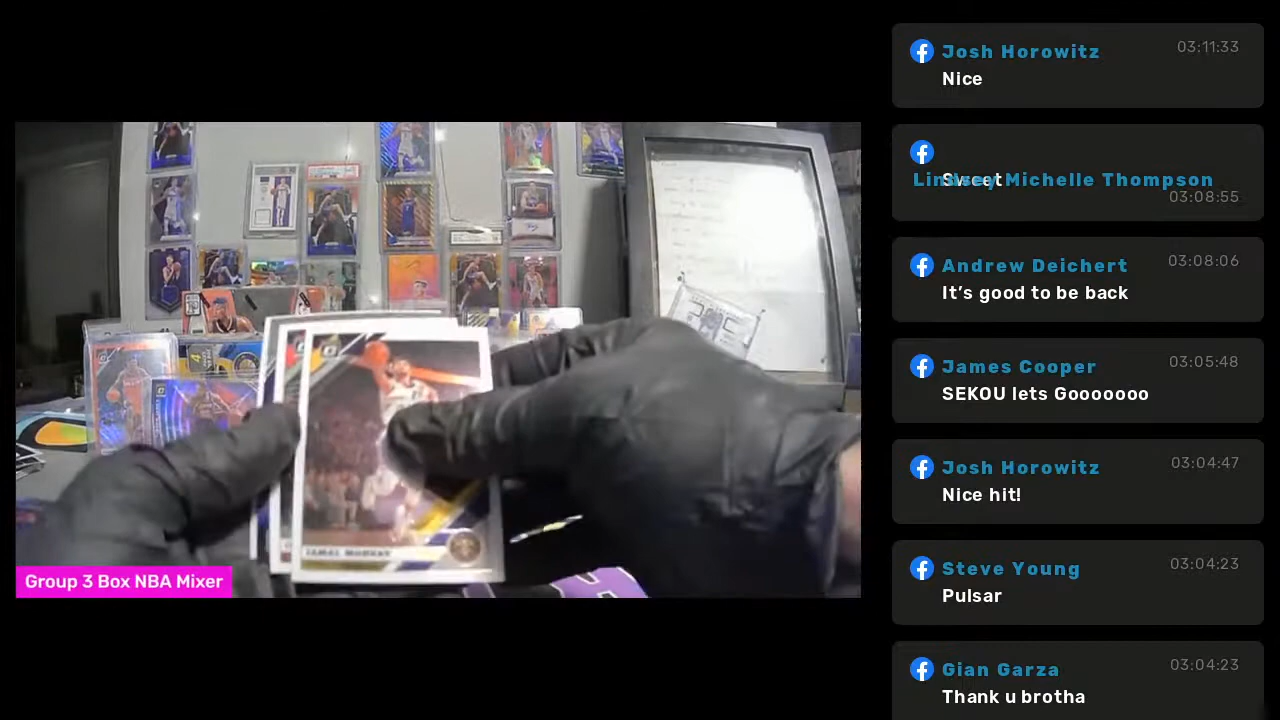 Josh Horowitz 03:11:33
Nice
Lindsey Michelle Thompson
Sweet
03:08:55
Andrew Deichert 03:08:06
It's good to be back
James Cooper 03:05:48
SEKOU lets Gooooooo
Josh Horowitz 03:04:47
Nice hit!
Steve Young 03:04:23
Pulsar
Gian Garza 03:04:23
Thank u brotha
JAMAL MURRAY
Group 3 Box NBA Mixer